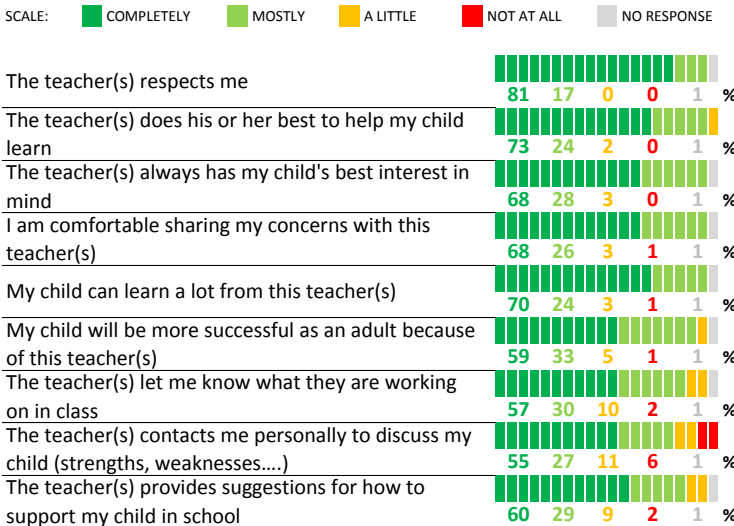 SCALE: COMPLETELY MOSTLY A LITTLE NOT AT ALL NO RESPONSE
The teacher(s) respects me
81 17 0 0 1 %
The teacher(s) does his or her best to help my child
learn
73 24 2 0 1 %
The teacher(s) always has my child's best interest in
mind
68 28 3 0 1 %
I am comfortable sharing my concerns with this
teacher(s)
68 26 3 1 1 %
My child can learn a lot from this teacher(s)
70 24 3 1 1 %
My child will be more successful as an adult because
of this teacher(s)
59 33 5 1 1 %
The teacher(s) let me know what they are working
on in class
57 30 10 2 1 %
The teacher(s) contacts me personally to discuss my
child (strengths, weaknesses....)
55 27 11 6 1 %
The teacher(s) provides suggestions for how to
support my child in school
60 29 9 2 1 %